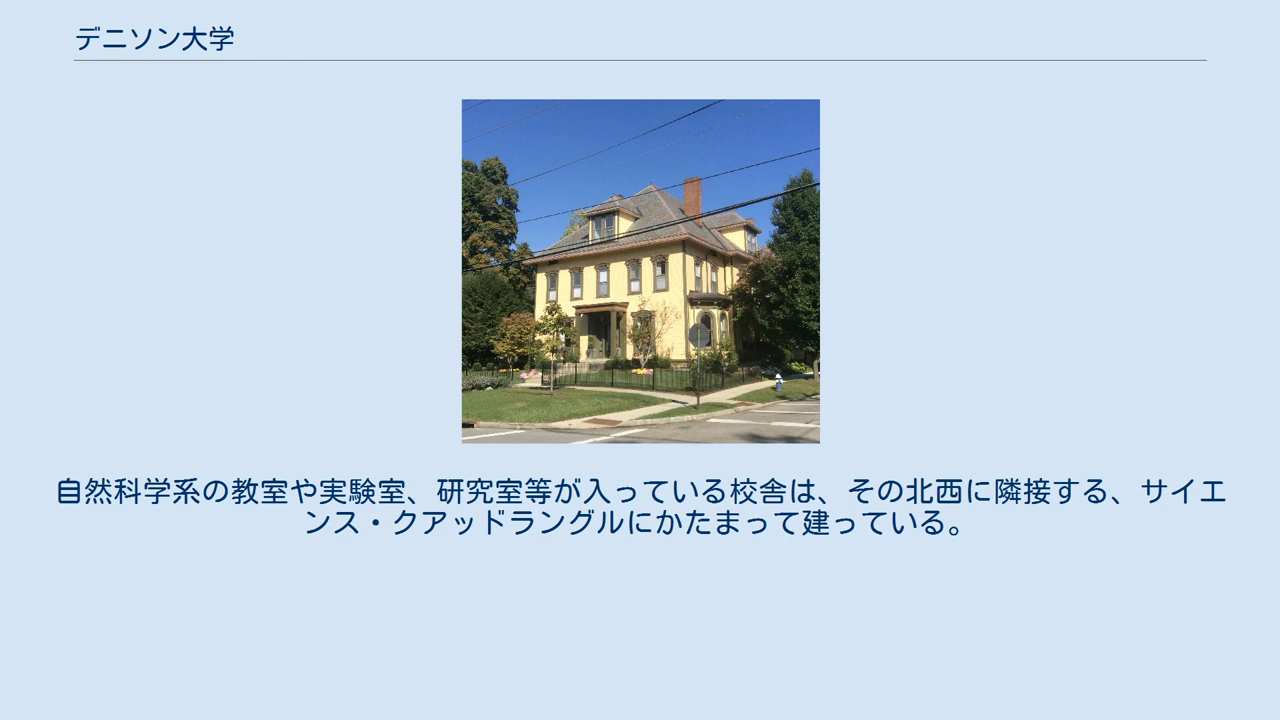 デニソン大学
自然科学系の教室や実験室、研究室等が入っている校舎は、その北西に隣接する、サイエ
ンス・クアッドラングルにかたまって建っている。